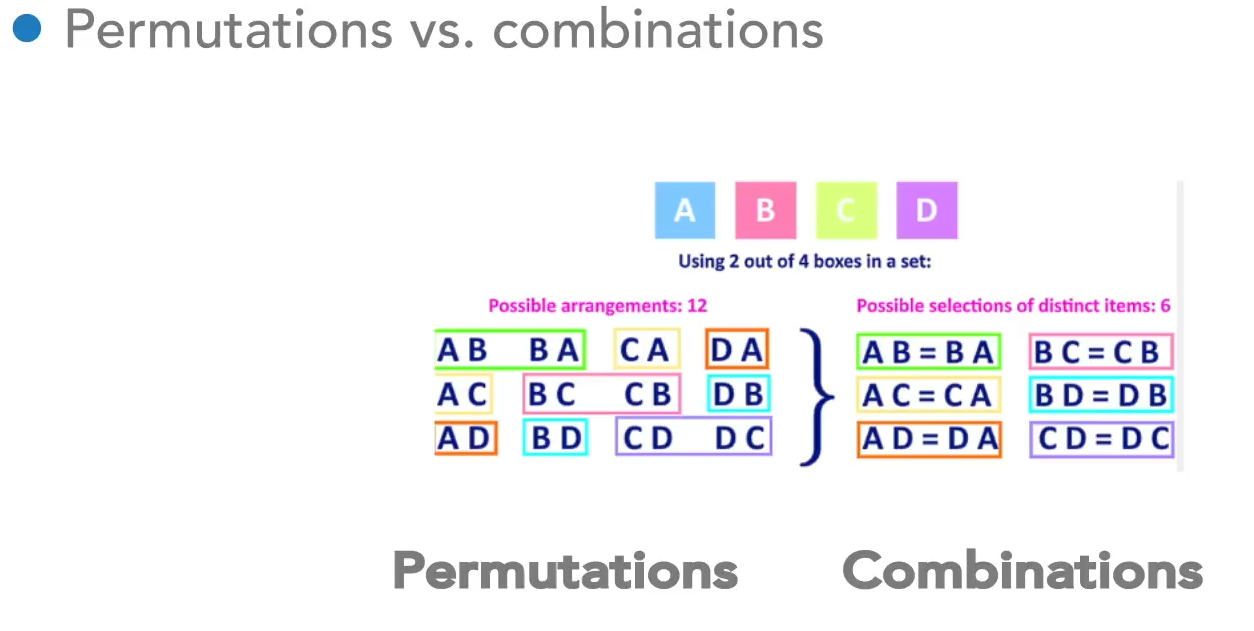 Permutations vs. combinations
A B C D
Using 2 out of 4 boxes in a set:
Possible arrangements: 12
AB BA CA DA
AC BC CB DB
AD BD CD DC
Possible selections of distinct items: 6
AB=BA BC=CB
AC=CA BD=DB
AD=DA CD=DC
Permutations
Combinations